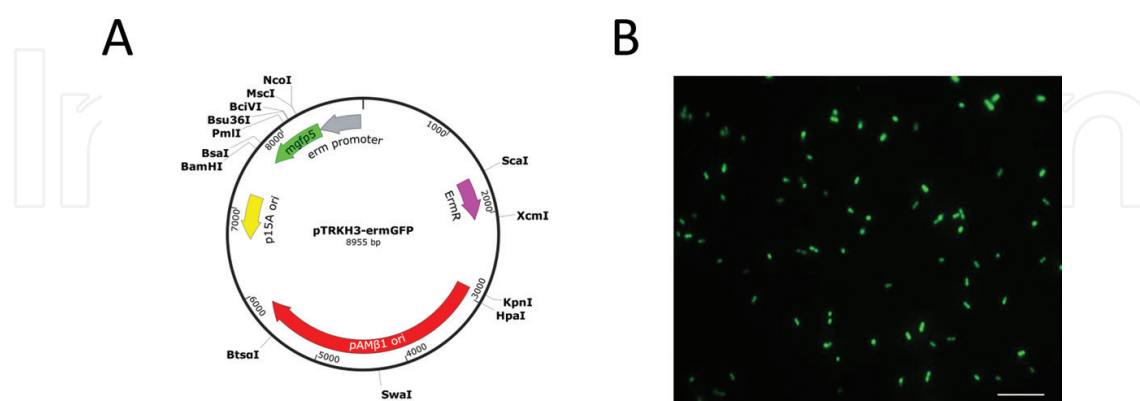 A
B
NcoI
MscI
BciVI
Bsu36I
PmlI
BsaI
BamHI
8000
mgfp5
erm promoter
1000
ScaI
ErmR
2000
XcmI
7000
p15A ori
pTRKH3-ermGFP
8955 bp
3000
KpnI
HpaI
6000
pAMβ1 ori
BtsαI
5000
4000
SwaI